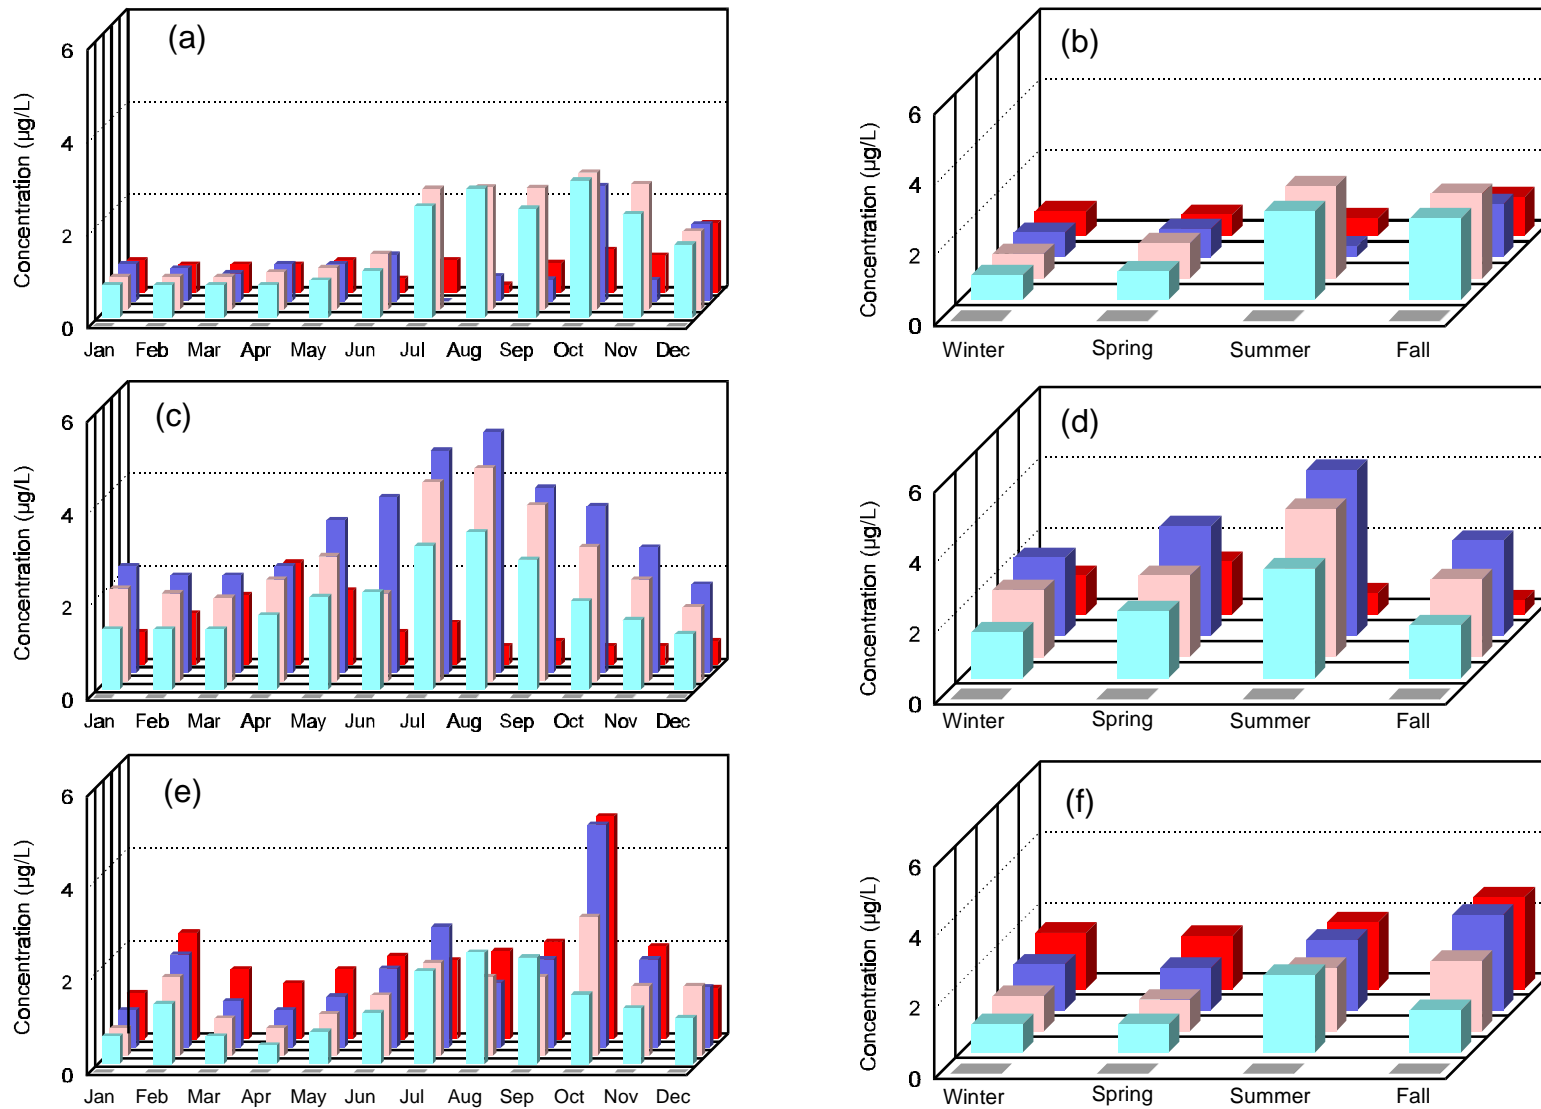 (a)
Concentration (µg/L)
6
4
2
0
Jan Feb Mar Apr May Jun Jul Aug Sep Oct Nov Dec
(b)
Concentration (µg/L)
6
4
2
0
Winter Spring Summer Fall
(c)
Concentration (µg/L)
6
4
2
0
Jan Feb Mar Apr May Jun Jul Aug Sep Oct Nov Dec
(d)
Concentration (µg/L)
6
4
2
0
Winter Spring Summer Fall
(e)
Concentration (µg/L)
6
4
2
0
Jan Feb Mar Apr May Jun Jul Aug Sep Oct Nov Dec
(f)
Concentration (µg/L)
6
4
2
0
Winter Spring Summer Fall